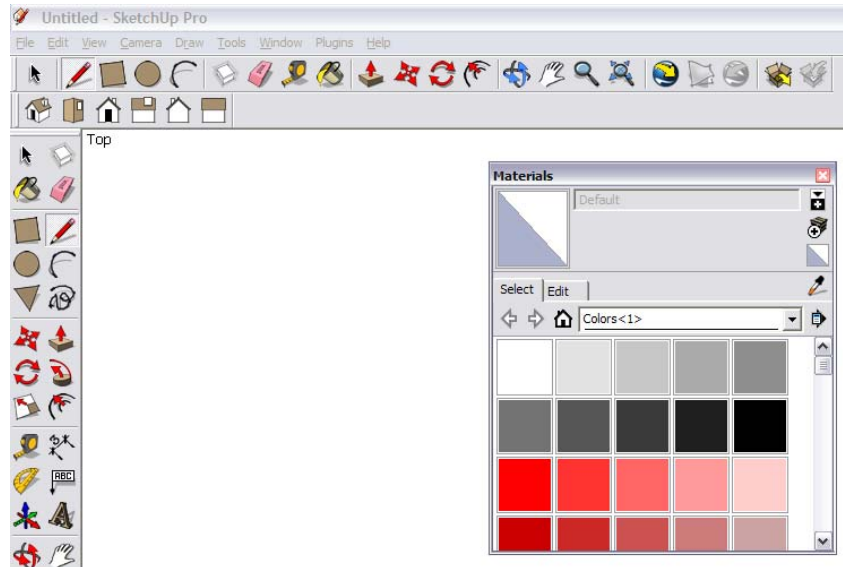 Untitled - SketchUp Pro
File Edit View Camera Draw Tools Window Plugins Help
Top
Materials
Default
Select Edit
Colors<1>
ABC
A